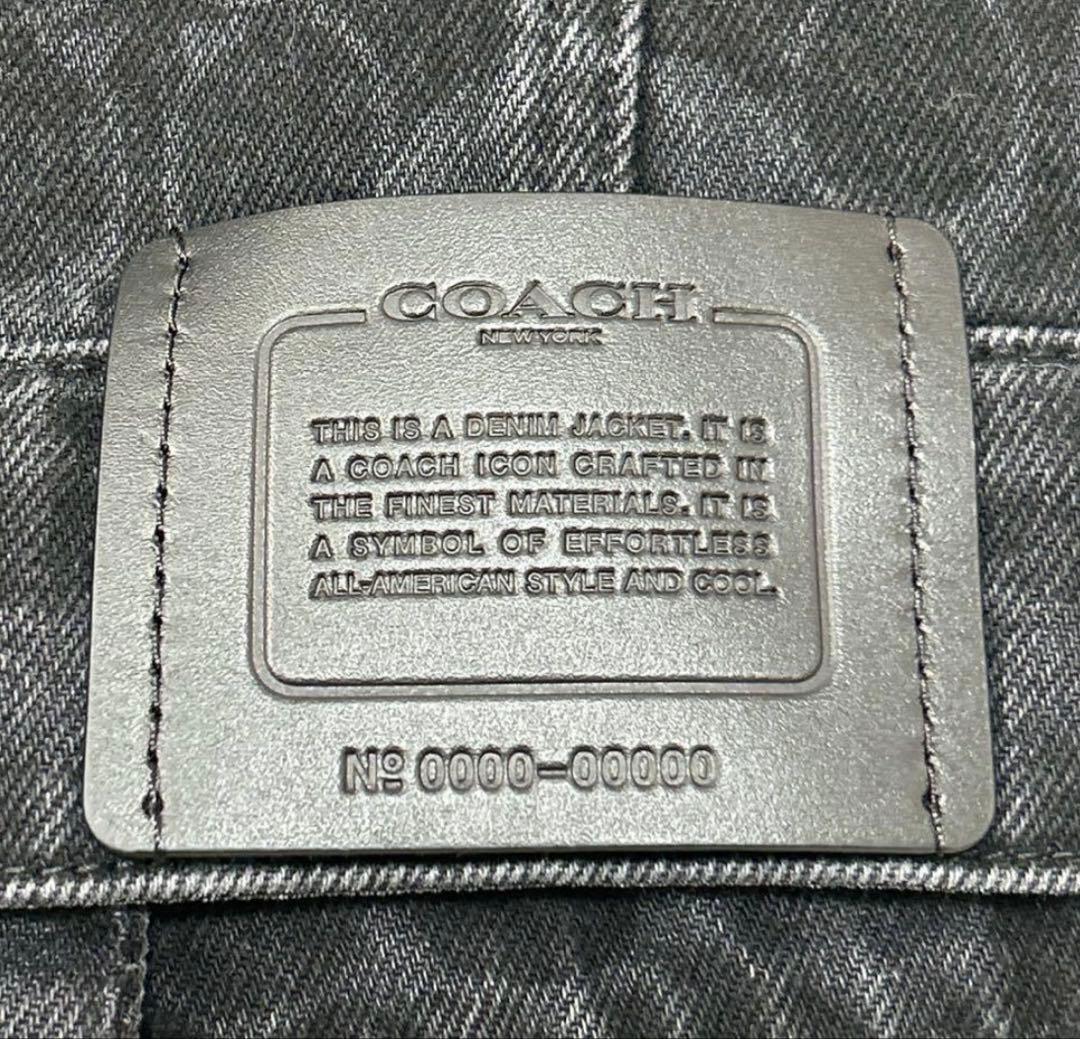 COACH
NEW YORK
THIS IS A DENIM JACKET. IT IS
A COACH ICON CRAFTED IN
THE FINEST MATERIALS. IT IS
A SYMBOL OF EFFORTLESS
ALL-AMERICAN STYLE AND COOL.
Nº 0000-00000